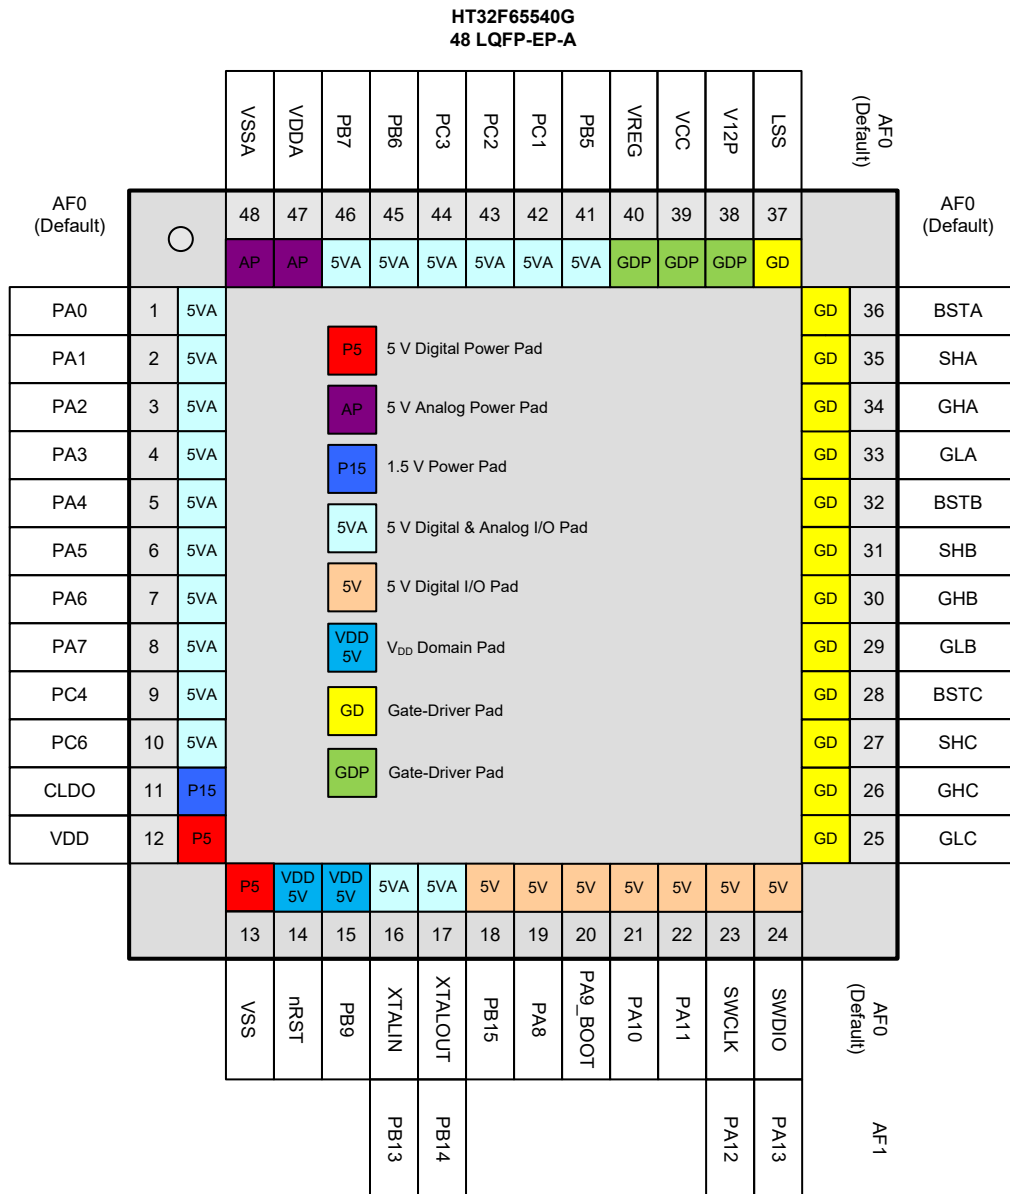 HT32F65540G
48 LQFP-EP-A
VSSA VDDA PB7 PB6 PC3 PC2 PC1 PB5 VREG VCC V12P LSS
AF0
(Default)
AF0
(Default)
48 47 46 45 44 43 42 41 40 39 38 37
AF0
(Default)
AP AP 5VA 5VA 5VA 5VA 5VA 5VA GDP GDP GDP GD
PA0 1 5VA GD 36 BSTA
PA1 2 5VA P5 5 V Digital Power Pad GD 35 SHA
PA2 3 5VA AP 5 V Analog Power Pad GD 34 GHA
PA3 4 5VA P15 1.5 V Power Pad GD 33 GLA
PA4 5 5VA GD 32 BSTB
PA5 6 5VA 5VA 5 V Digital & Analog I/O Pad GD 31 SHB
PA6 7 5VA 5V 5 V Digital I/O Pad GD 30 GHB
PA7 8 5VA VDD 5V VDD Domain Pad GD 29 GLB
PC4 9 5VA GD Gate-Driver Pad GD 28 BSTC
PC6 10 5VA GDP Gate-Driver Pad GD 27 SHC
CLDO 11 P15 GD 26 GHC
VDD 12 P5 GD 25 GLC
P5 VDD 5V VDD 5V 5VA 5VA 5V 5V 5V 5V 5V 5V 5V
13 14 15 16 17 18 19 20 21 22 23 24
VSS nRST PB9 XTALIN XTALOUT PB15 PA8 PA9_BOOT PA10 PA11 SWCLK SWDIO
AF0
(Default)
PB13 PB14 PA12 PA13 AF1